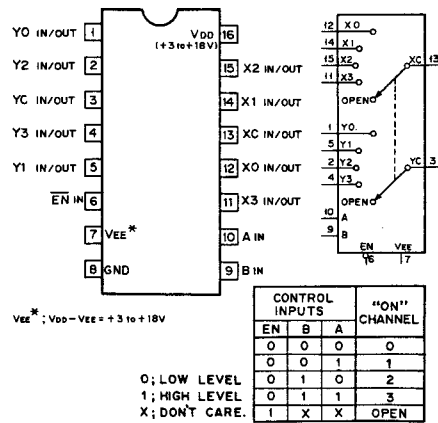 Y0 IN/OUT 1
Y2 IN/OUT 2
YC IN/OUT 3
Y3 IN/OUT 4
Y1 IN/OUT 5
EN IN 6
7 VEE*
8 GND
VDD 16
(+3 to +18V)
15 X2 IN/OUT
14 X1 IN/OUT
13 XC IN/OUT
12 X0 IN/OUT
11 X3 IN/OUT
10 A IN
9 B IN
12 X0
14 X1
15 X2
11 X3
XC 13
OPEN
1 Y0
5 Y1
2 Y2
4 Y3
YC 3
OPEN
10 A
9 B
EN VEE
6 7
VEE* ; VDD-VEE = +3 to +18V
CONTROL INPUTS "ON" CHANNEL
EN B A
0 0 0 0
0 0 1 1
0 1 0 2
0 1 1 3
1 X X OPEN
0; LOW LEVEL
1; HIGH LEVEL
X; DON'T CARE.